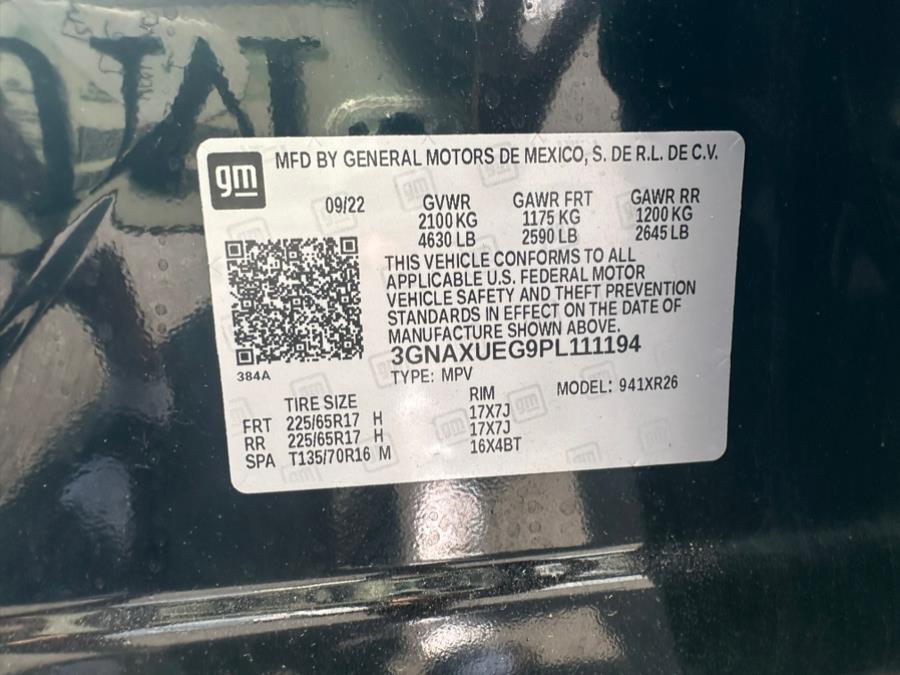 gm
MFD BY GENERAL MOTORS DE MEXICO, S. DE R.L. DE C.V.
09/22 GVWR GAWR FRT GAWR RR
2100 KG 1175 KG 1200 KG
4630 LB 2590 LB 2645 LB
THIS VEHICLE CONFORMS TO ALL
APPLICABLE U.S. FEDERAL MOTOR
VEHICLE SAFETY AND THEFT PREVENTION
STANDARDS IN EFFECT ON THE DATE OF
MANUFACTURE SHOWN ABOVE.
3GNAXUEG9PL111194
384A
TYPE: MPV MODEL: 941XR26
TIRE SIZE RIM
FRT 225/65R17 H 17X7J
RR 225/65R17 H 17X7J
SPA T135/70R16 M 16X4BT